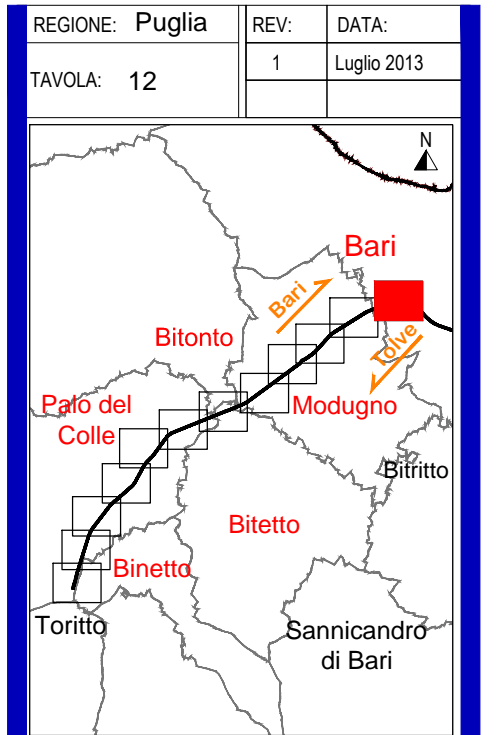 REGIONE: Puglia
REV:
DATA:
1
Luglio 2013
TAVOLA: 12
N
Bari
Bari
Bitonto
Tolve
Palo del
Colle
Modugno
Bitritto
Bitetto
Binetto
Toritto
Sannicandro
di Bari